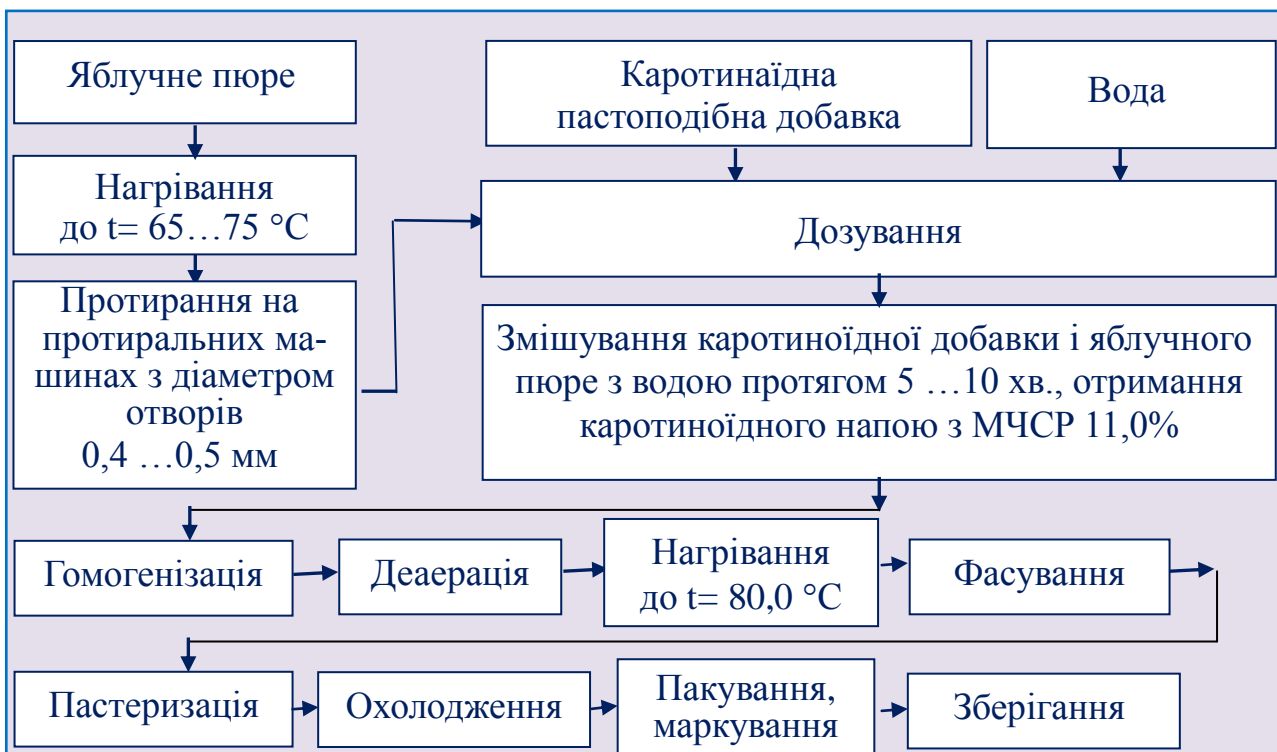 Яблучне пюре
Каротинаїдна
пастоподібна добавка
Вода
Нагрівання
до t= 65…75 °С
Дозування
Протирання на
протиральних ма-
шинах з діаметром
отворів
0,4 …0,5 мм
Змішування каротиноїдної добавки і яблучного
пюре з водою протягом 5 …10 хв., отримання
каротиноїдного напою з МЧСР 11,0%
Гомогенізація
Деаерація
Нагрівання
до t= 80,0 °С
Фасування
Пастеризація
Охолодження
Пакування,
маркування
Зберігання